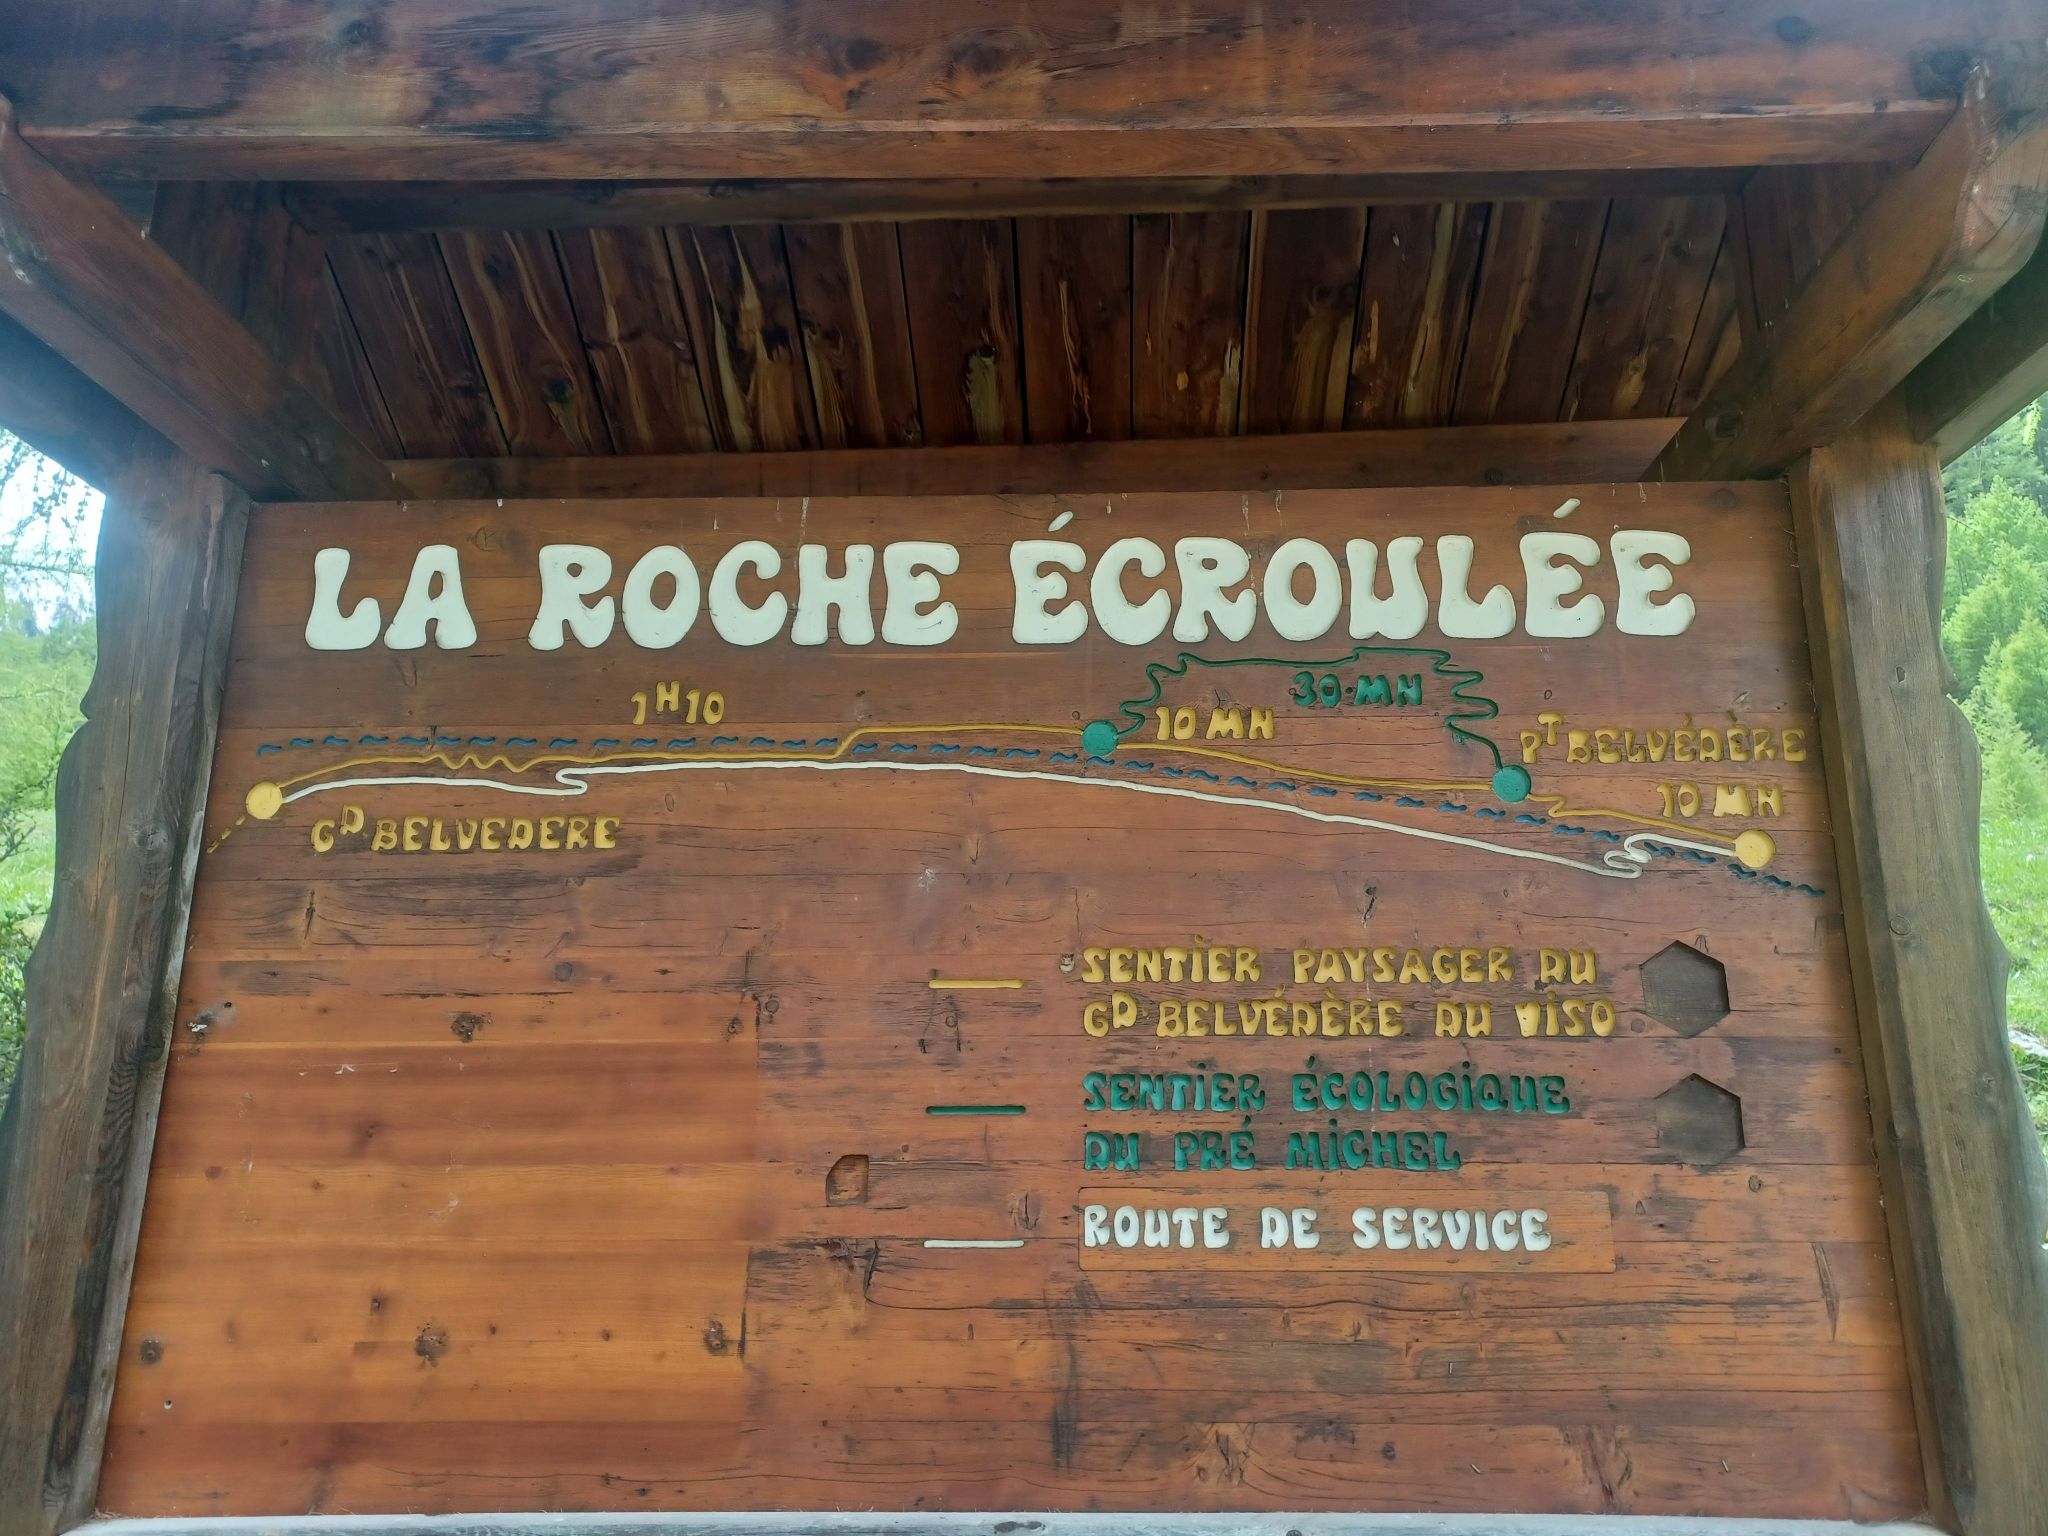 LA ROCHE ÉCROULÉE
30·MN
1H10
10 MN
PT BELVÉDÈRE
10 MN
GD.BELVEDERE
SENTIER PAYSAGER DU
GD.BELVÉDÈRE DU VISO
SENTIER ÉCOLOGIQUE
DU PRÉ MICHEL
ROUTE DE SERVICE